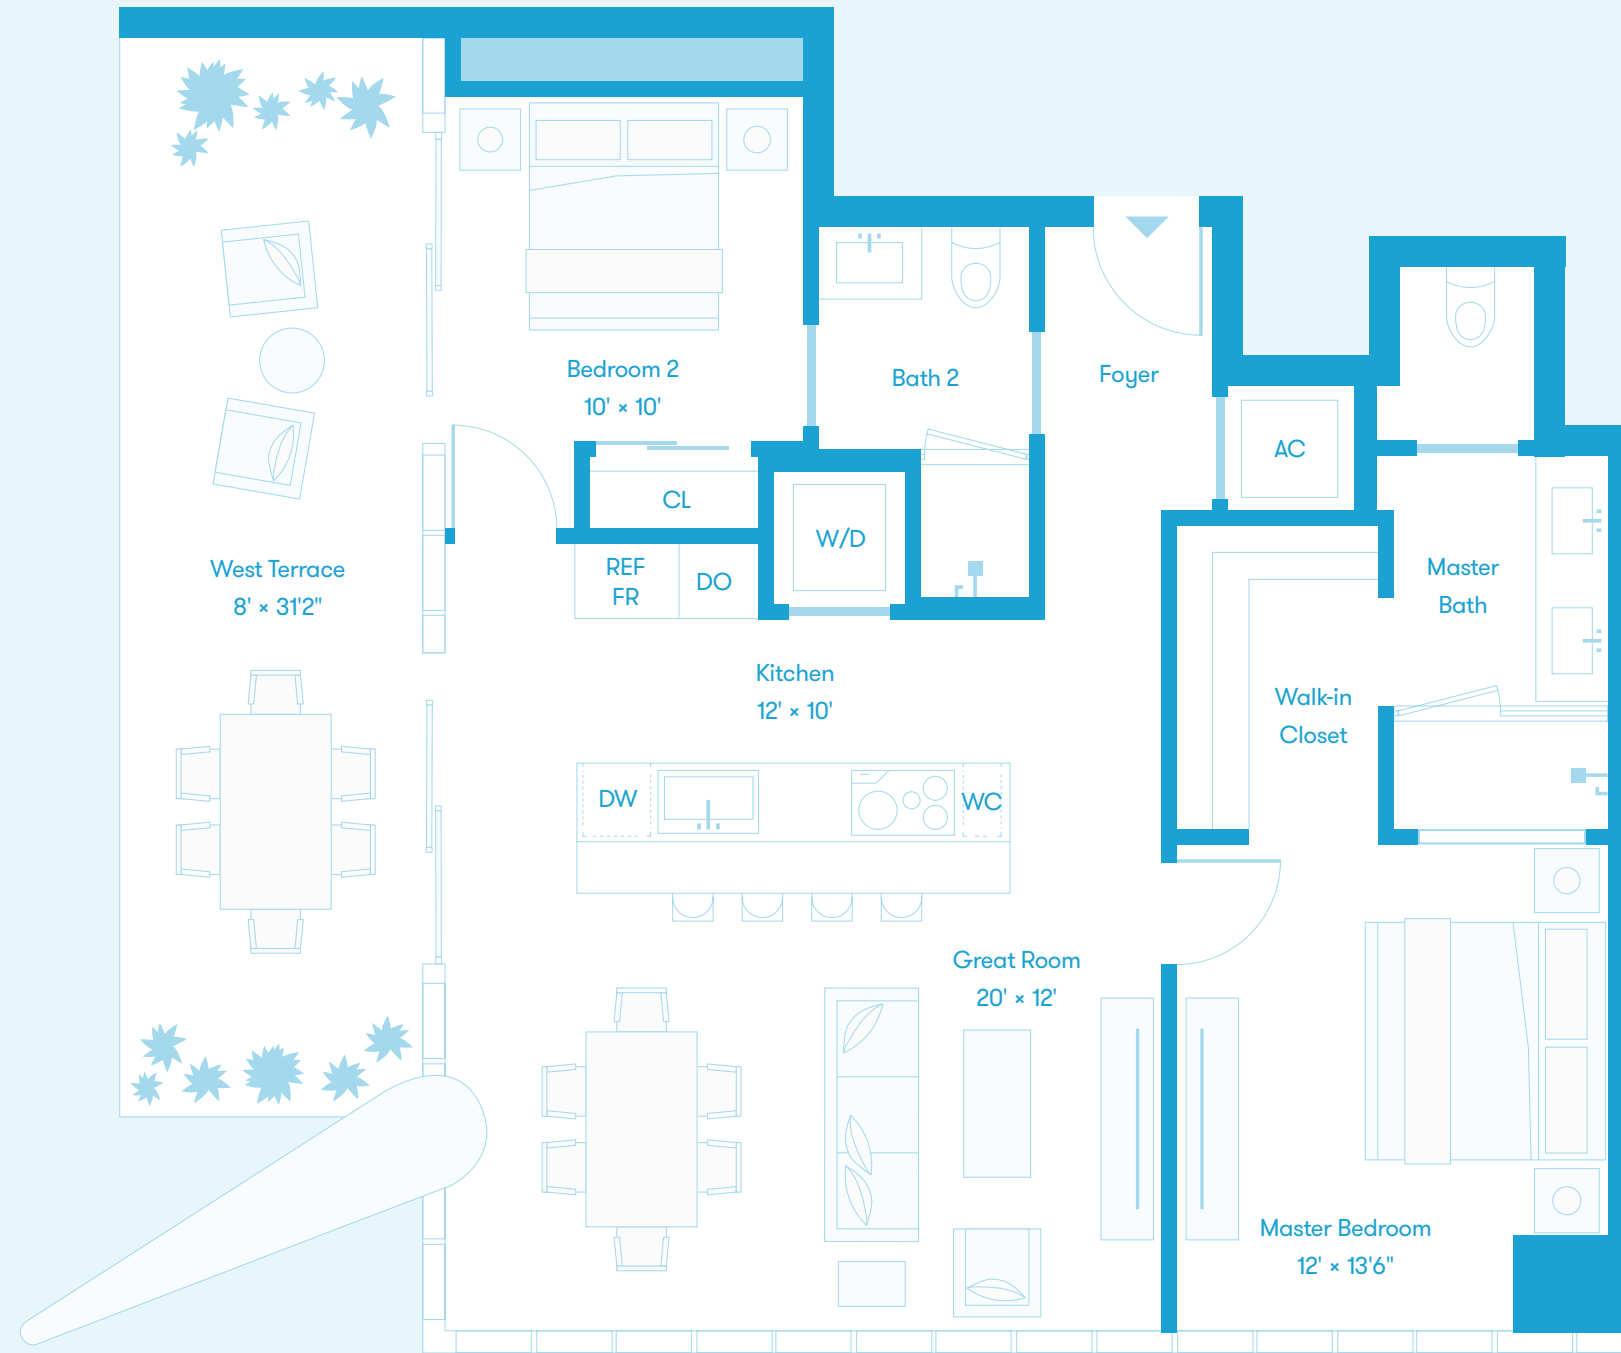 Bedroom 2
10' × 10'
Bath 2
Foyer
AC
CL
W/D
REF
FR
DO
West Terrace
8' × 31'2"
Master
Bath
Kitchen
12' × 10'
Walk-in
Closet
DW
WC
Great Room
20' × 12'
Master Bedroom
12' × 13'6"